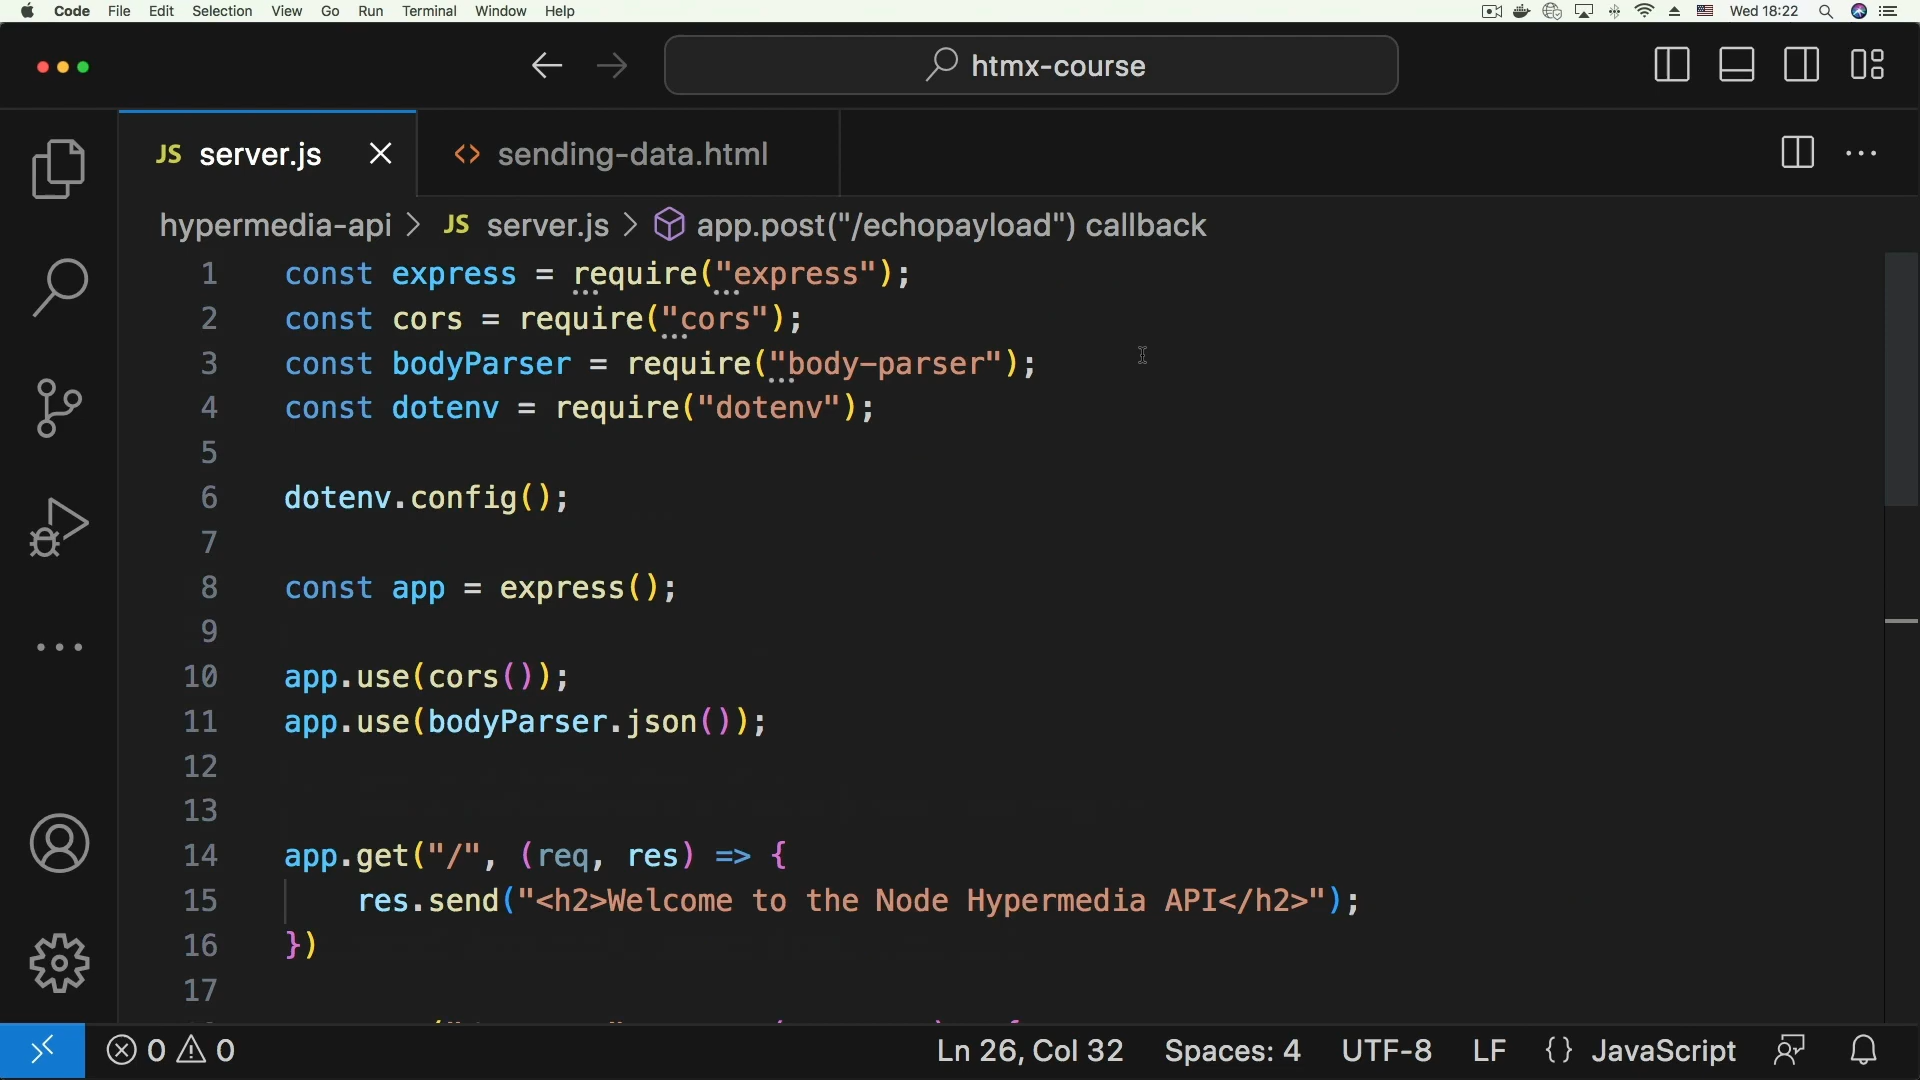 Code File Edit Selection View Go Run Terminal Window Help Wed 18:22
htmx-course
JS server.js sending-data.html
hypermedia-api > JS server.js > app.post("/echopayload") callback
1 const express = require("express");
2 const cors = require("cors");
3 const bodyParser = require("body-parser");
4 const dotenv = require("dotenv");
5
6 dotenv.config();
7
8 const app = express();
9
10 app.use(cors());
11 app.use(bodyParser.json());
12
13
14 app.get("/", (req, res) => {
15 res.send("<h2>Welcome to the Node Hypermedia API</h2>");
16 })
17
0 0 Ln 26, Col 32 Spaces: 4 UTF-8 LF {} JavaScript